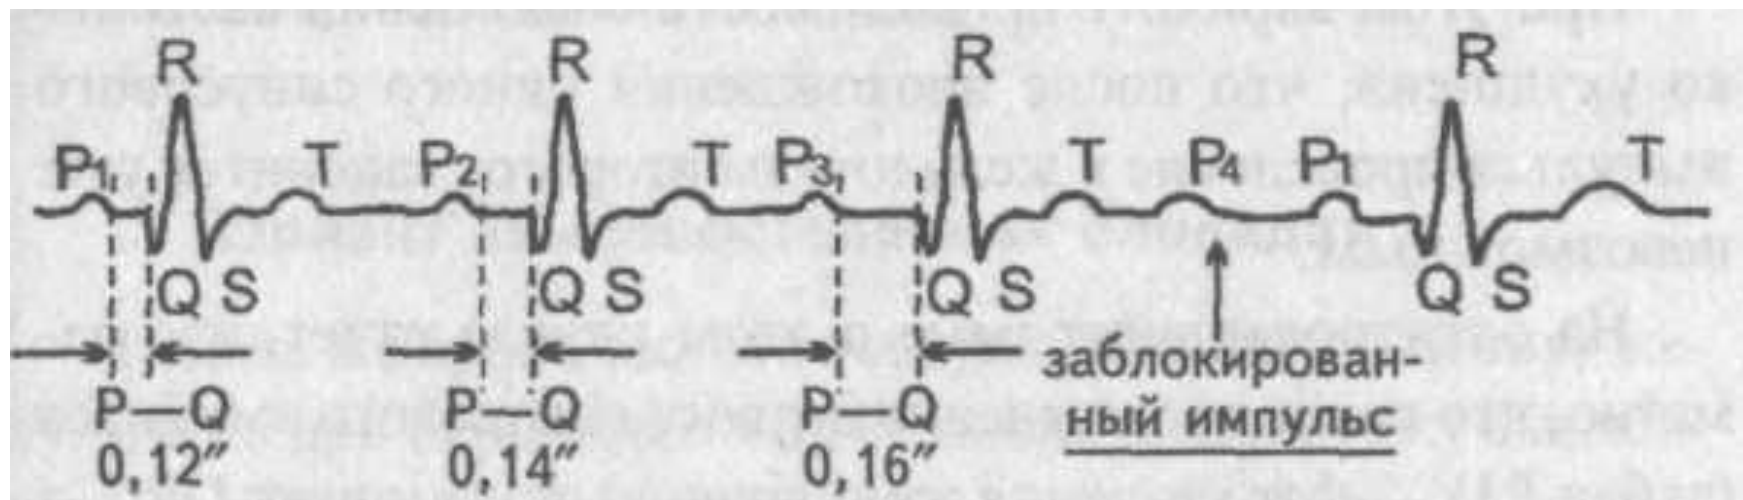 R R R R
P1 T P2 T P3 T P4 P1 T
Q S Q S Q S Q S
P—Q P—Q P—Q заблокирован-
0,12″ 0,14″ 0,16″ ный импульс